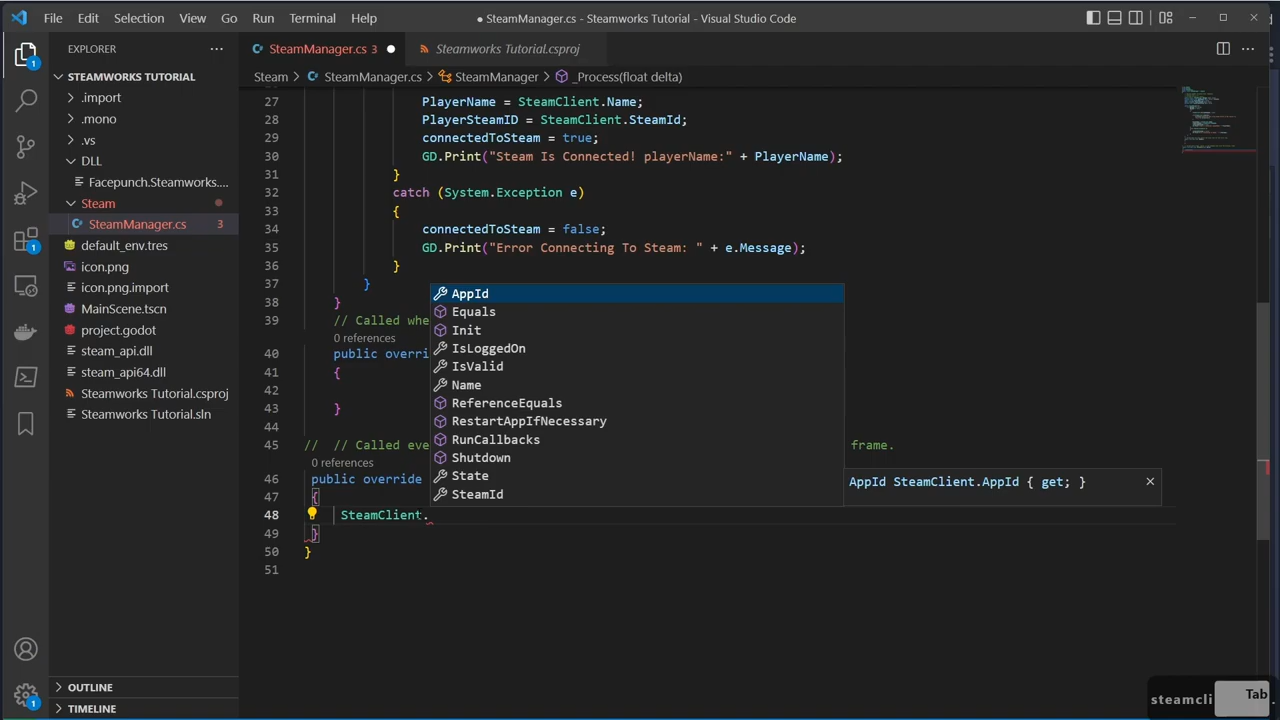 File Edit Selection View Go Run Terminal Help
● SteamManager.cs - Steamworks Tutorial - Visual Studio Code
EXPLORER
STEAMWORKS TUTORIAL
.import
.mono
.vs
DLL
Facepunch.Steamworks....
Steam
SteamManager.cs 3
default_env.tres
icon.png
icon.png.import
MainScene.tscn
project.godot
steam_api.dll
steam_api64.dll
Steamworks Tutorial.csproj
Steamworks Tutorial.sln
OUTLINE
TIMELINE
1
1
1
SteamManager.cs 3 ●
Steamworks Tutorial.csproj
Steam > SteamManager.cs > SteamManager > _Process(float delta)
27 PlayerName = SteamClient.Name;
28 PlayerSteamID = SteamClient.SteamId;
29 connectedToSteam = true;
30 GD.Print("Steam Is Connected! playerName:" + PlayerName);
31 }
32 catch (System.Exception e)
33 {
34 connectedToSteam = false;
35 GD.Print("Error Connecting To Steam: " + e.Message);
36 }
37 }
38 }
39 // Called whe
0 references
40 public overri
41 {
42
43 }
44
45 // // Called eve frame.
0 references
46 public override
47 {
48 SteamClient.
49 }
50 }
51
AppId
Equals
Init
IsLoggedOn
IsValid
Name
ReferenceEquals
RestartAppIfNecessary
RunCallbacks
Shutdown
State
SteamId
AppId SteamClient.AppId { get; }
steamcli Tab